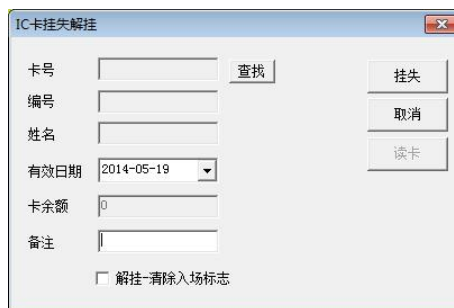 IC卡挂失解挂
卡号
查找
挂失
编号
取消
姓名
读卡
有效日期 2014-05-19
卡余额 0
备注
解挂-清除入场标志